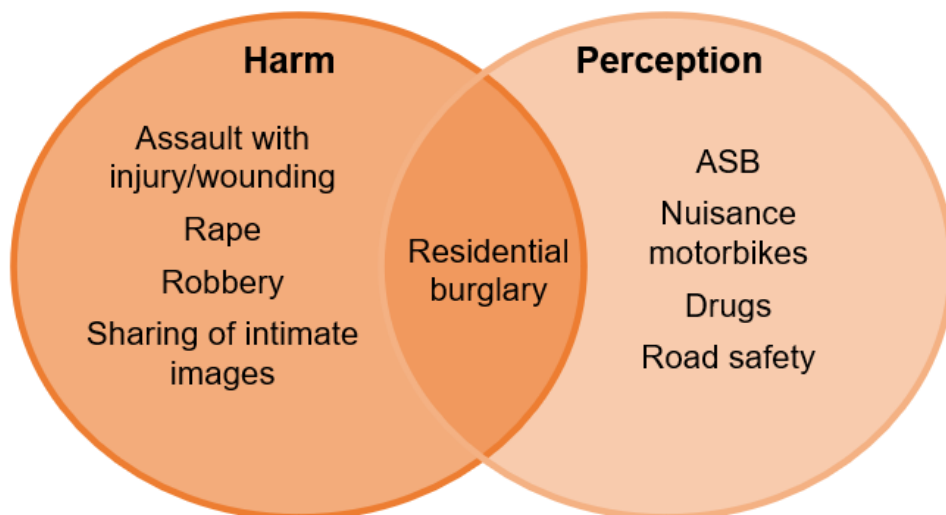 Harm
Assault with
injury/wounding
Rape
Robbery
Sharing of intimate
images
Residential
burglary
Perception
ASB
Nuisance
motorbikes
Drugs
Road safety